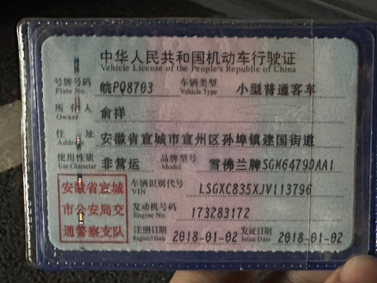 中华人民共和国机动车行驶证
Vehicle License of the People's Republic of China
号牌号码 皖PQ8703 车辆类型 小型普通客车
Plate No. Vehicle Type
所有人 俞祥
Owner
住址 安徽省宣城市宣州区孙埠镇建国街道
Address
使用性质 非营运 品牌型号 雪佛兰牌SGM6479DAA1
Use Character Model
安徽省宣城 车辆识别代号 LSGXC835XJV113796
VIN
市公安局交 发动机号码 173283172
Engine No.
通警察支队 注册日期 2018-01-02 发证日期 2018-01-02
Register Date Issue Date